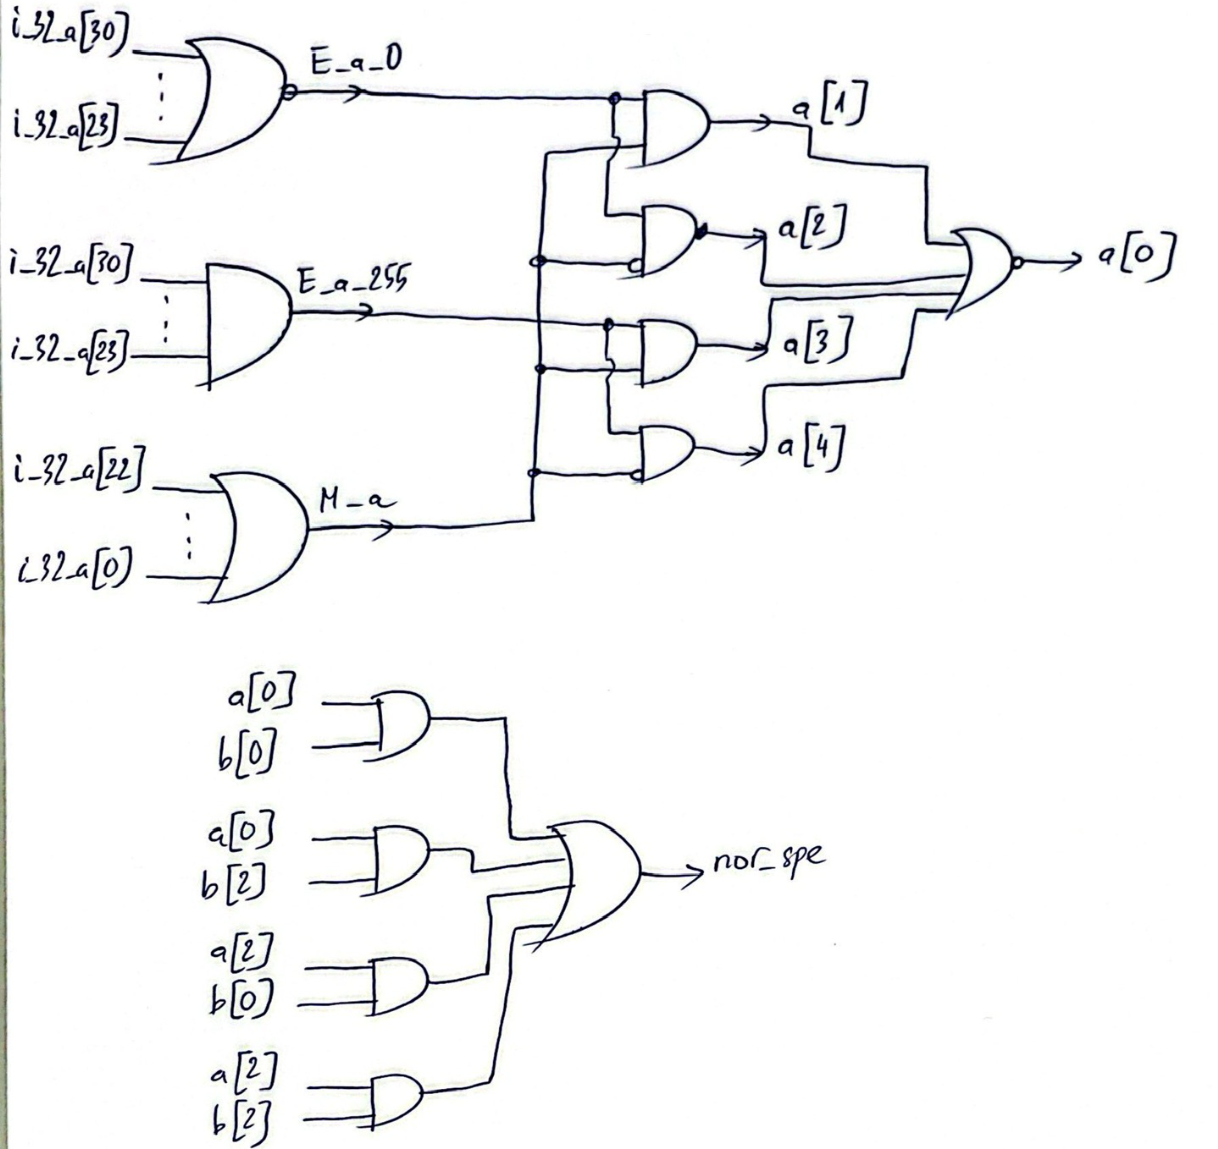 i_32_a[30]
E_a_0
i_32_a[23]
a[1]
a[2]
i_32_a[30]
E_a_255
a[0]
i_32_a[23]
a[3]
a[4]
i_32_a[22]
M_a
i_32_a[0]
a[0]
b[0]
a[0]
b[2]
nor_spe
a[2]
b[0]
a[2]
b[2]